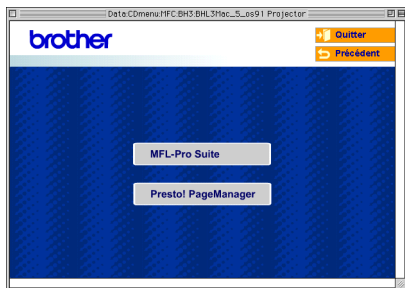 Data:CDmenu:MFC:BH3:BHL3Mac_5_os91 Projector
brother
Quitter
Précédent
MFL-Pro Suite
Presto! PageManager